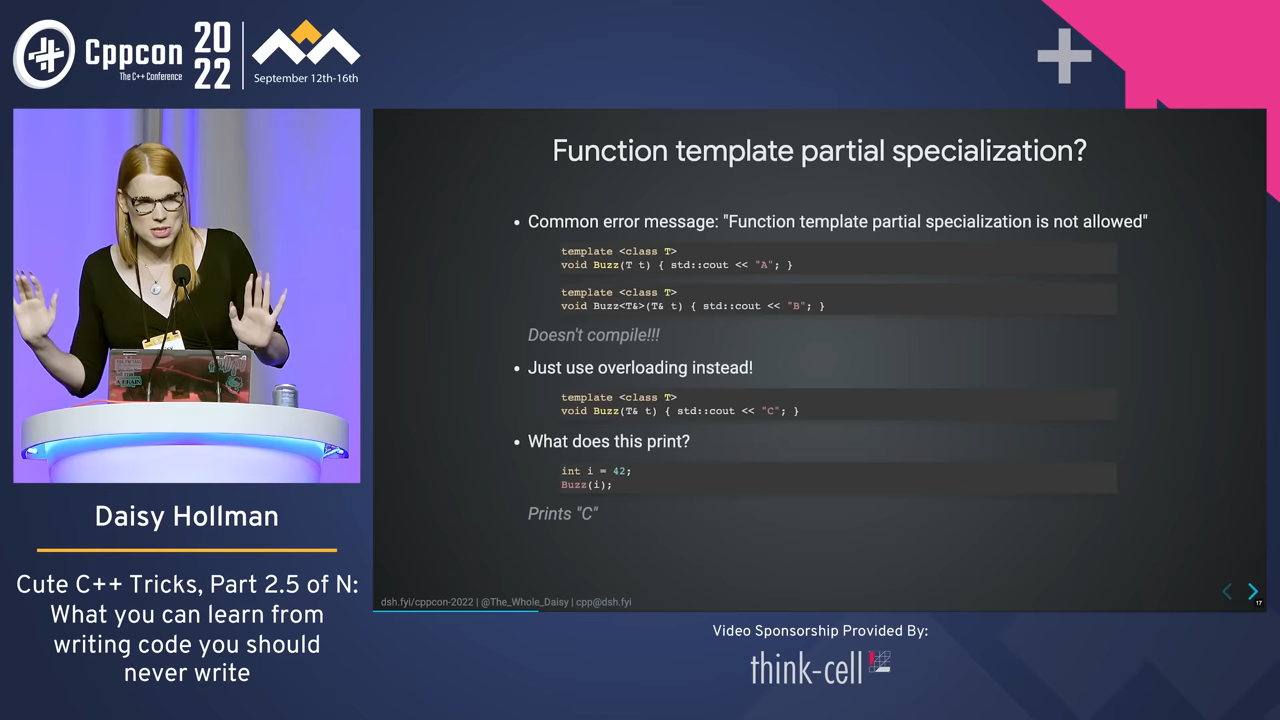 Cppcon
The C++ Conference
20
22
September 12th-16th
Function template partial specialization?
• Common error message: "Function template partial specialization is not allowed"
template <class T>
void Buzz(T t) { std::cout << "A"; }
template <class T>
void Buzz<T&>(T& t) { std::cout << "B"; }
Doesn't compile!!!
• Just use overloading instead!
template <class T>
void Buzz(T& t) { std::cout << "C"; }
• What does this print?
int i = 42;
Buzz(i);
Prints "C"
dsh.fyi/cppcon-2022 | @The_Whole_Daisy | cpp@dsh.fyi
17
Daisy Hollman
Cute C++ Tricks, Part 2.5 of N:
What you can learn from
writing code you should
never write
Video Sponsorship Provided By:
think-cell